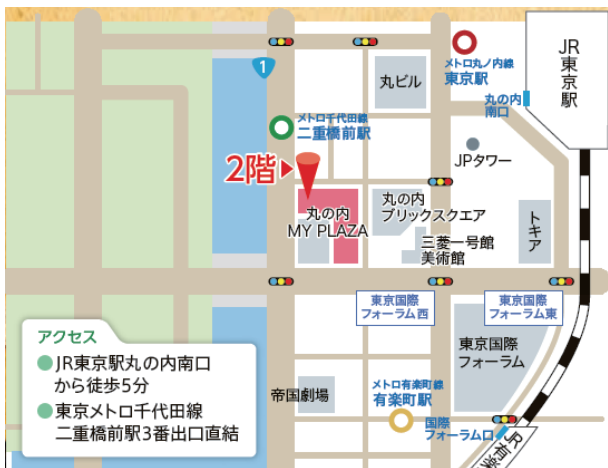 JR東京駅
メトロ丸ノ内線
東京駅
丸の内
南口
1
丸ビル
メトロ千代田線
二重橋前駅
JPタワー
2階
丸の内
MY PLAZA
丸の内
ブリックスクエア
三菱一号館
美術館
トキア
東京国際
フォーラム西
東京国際
フォーラム東
東京国際
フォーラム
アクセス
JR東京駅丸の内南口
から徒歩5分
東京メトロ千代田線
二重橋前駅3番出口直結
帝国劇場
メトロ有楽町線
有楽町駅
国際
フォーラム口
JR有楽